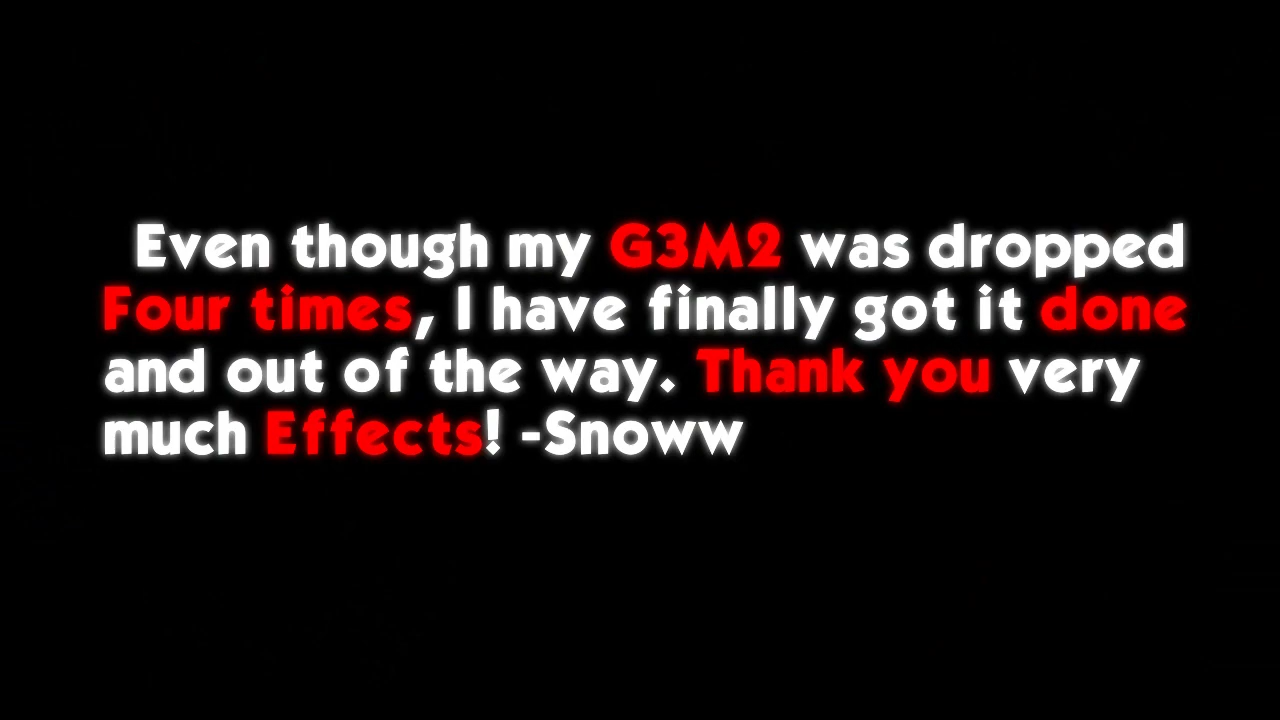 Even though my G3M2 was dropped
Four times, I have finally got it done
and out of the way. Thank you very
much Effects! -Snoww